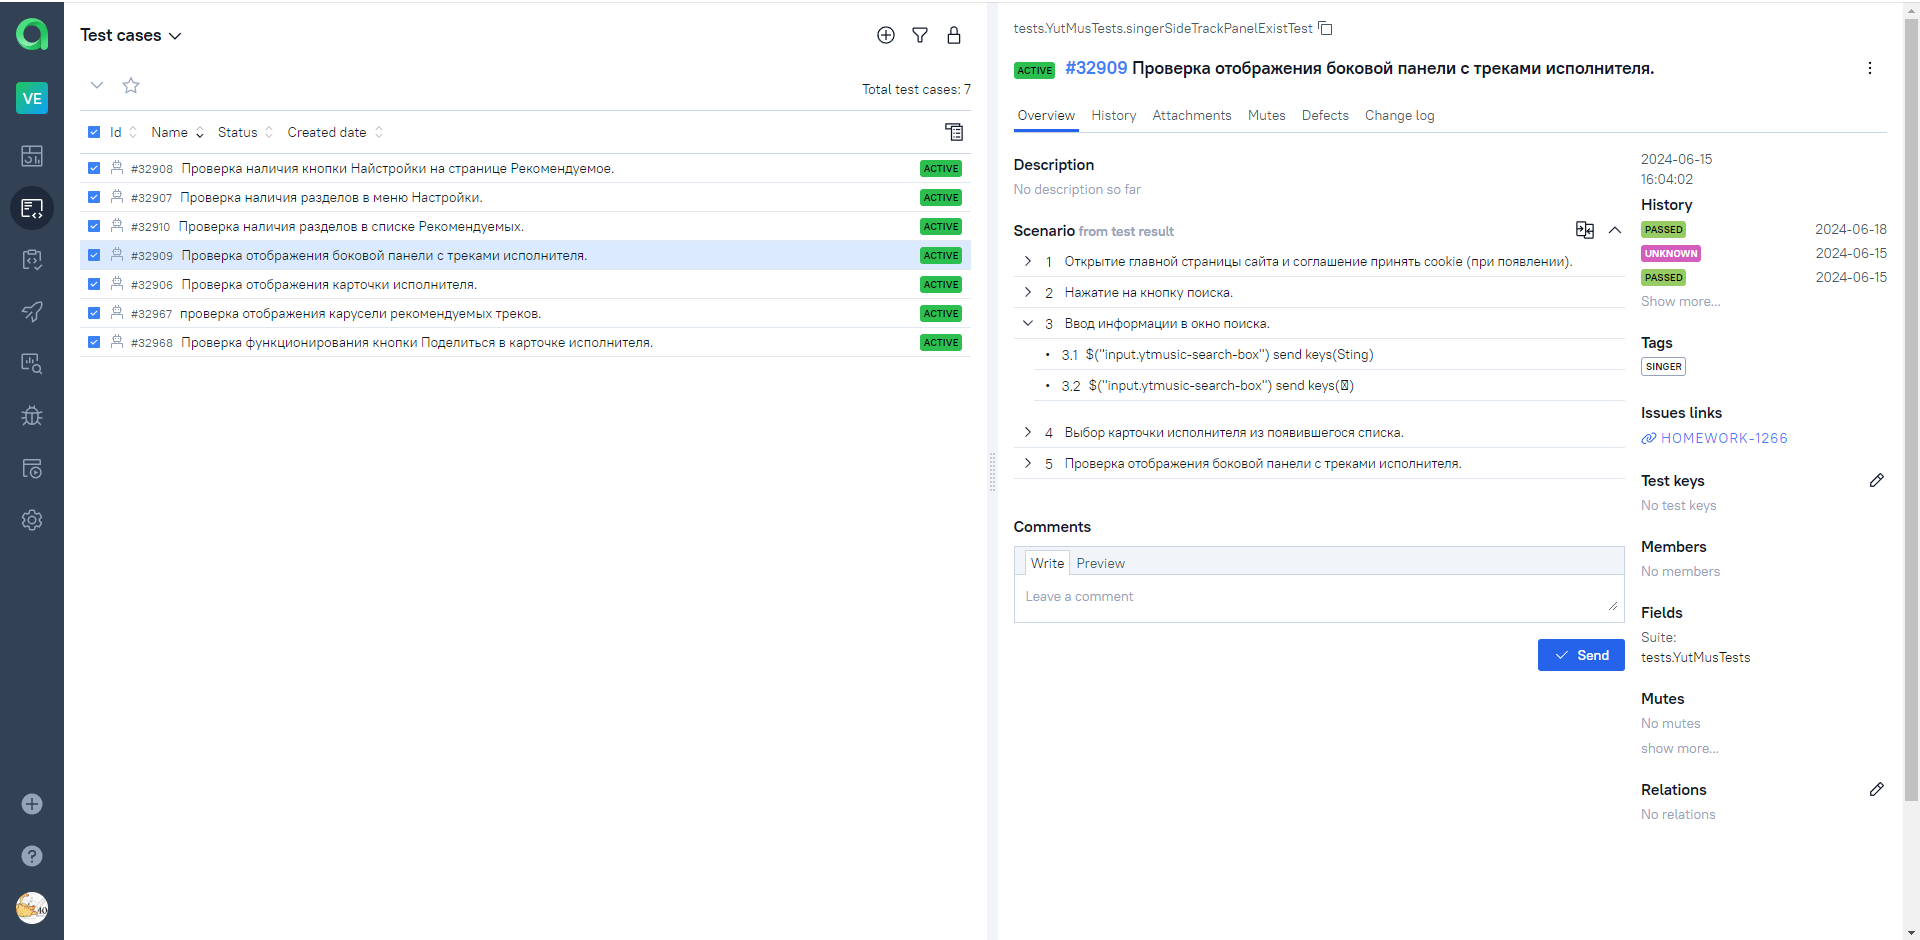 VE
Test cases
Total test cases: 7
Id Name Status Created date
#32908 Проверка наличия кнопки Найстройки на странице Рекомендуемое. ACTIVE
#32907 Проверка наличия разделов в меню Настройки. ACTIVE
#32910 Проверка наличия разделов в списке Рекомендуемых. ACTIVE
#32909 Проверка отображения боковой панели с треками исполнителя. ACTIVE
#32906 Проверка отображения карточки исполнителя. ACTIVE
#32967 проверка отображения карусели рекомендуемых треков. ACTIVE
#32968 Проверка функционирования кнопки Поделиться в карточке исполнителя. ACTIVE
tests.YutMusTests.singerSideTrackPanelExistTest
ACTIVE #32909 Проверка отображения боковой панели с треками исполнителя.
Overview History Attachments Mutes Defects Change log
Description
No description so far
Scenario from test result
1 Открытие главной страницы сайта и соглашение принять cookie (при появлении).
2 Нажатие на кнопку поиска.
3 Ввод информации в окно поиска.
• 3.1 $("input.ytmusic-search-box") send keys(Sting)
• 3.2 $("input.ytmusic-search-box") send keys()
4 Выбор карточки исполнителя из появившегося списка.
5 Проверка отображения боковой панели с треками исполнителя.
Comments
Write Preview
Leave a comment
Send
2024-06-15
16:04:02
History
PASSED 2024-06-18
UNKNOWN 2024-06-15
PASSED 2024-06-15
Show more...
Tags
SINGER
Issues links
HOMEWORK-1266
Test keys
No test keys
Members
No members
Fields
Suite:
tests.YutMusTests
Mutes
No mutes
show more...
Relations
No relations